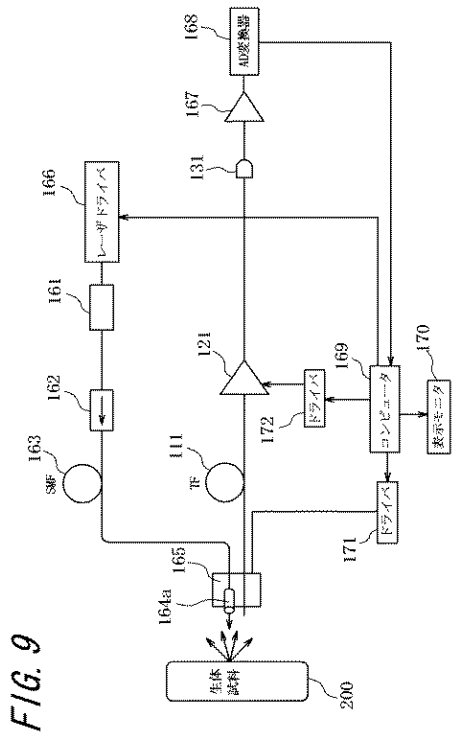 FIG. 9
163
SMF
162
161
166
レーザドライバ
165
164a
111
TF
121
131
167
168
AD変換器
生体
試料
200
172
ドライバ
169
コンピュータ
171
ドライバ
170
表示モニタ